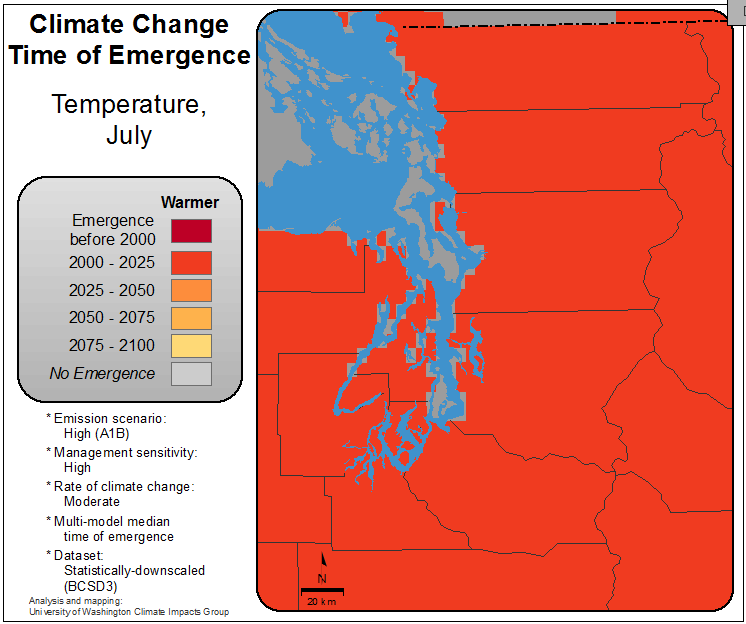 Climate Change
Time of Emergence
Temperature,
July
Warmer
Emergence
before 2000
2000 - 2025
2025 - 2050
2050 - 2075
2075 - 2100
No Emergence
* Emission scenario:
High (A1B)
* Management sensitivity:
High
* Rate of climate change:
Moderate
* Multi-model median
time of emergence
* Dataset:
Statistically-downscaled
(BCSD3)
Analysis and mapping:
University of Washington Climate Impacts Group
N
20 km